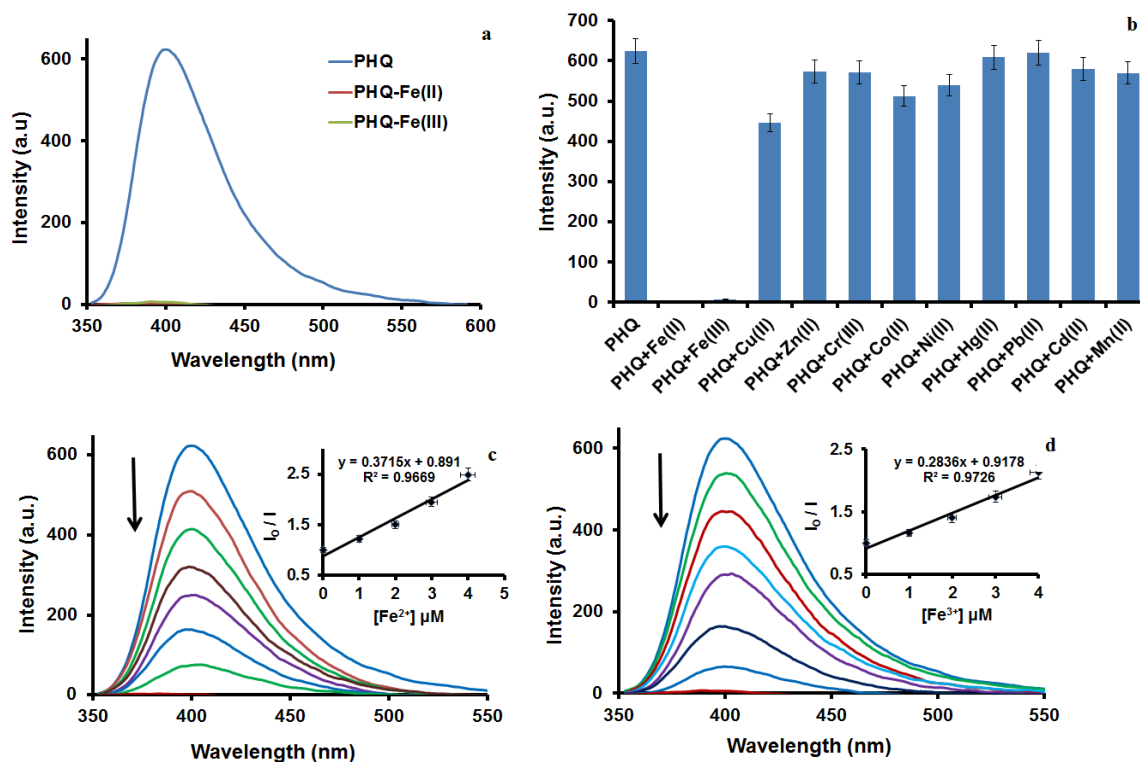 a
Intensity (a.u)
600
400
200
0
350 400 450 500 550 600
Wavelength (nm)
PHQ
PHQ-Fe(II)
PHQ-Fe(III)
b
Intensity (a.u.)
700
600
500
400
300
200
100
0
PHQ
PHQ+Fe(II)
PHQ+Fe(III)
PHQ+Cu(II)
PHQ+Zn(II)
PHQ+Cr(III)
PHQ+Co(II)
PHQ+Ni(II)
PHQ+Hg(II)
PHQ+Pb(II)
PHQ+Cd(II)
PHQ+Mn(II)
c
Intensity (a.u.)
600
500
400
300
200
100
0
350 400 450 500 550
Wavelength (nm)
y = 0.3715x + 0.891
R² = 0.9669
I₀ / I
2.5
1.5
0.5
0 1 2 3 4 5
[Fe²⁺] µM
d
Intensity (a.u.)
600
400
200
0
350 400 450 500 550
Wavelength (nm)
y = 0.2836x + 0.9178
R² = 0.9726
I₀ / I
2.5
1.5
0.5
0 1 2 3 4
[Fe³⁺] µM